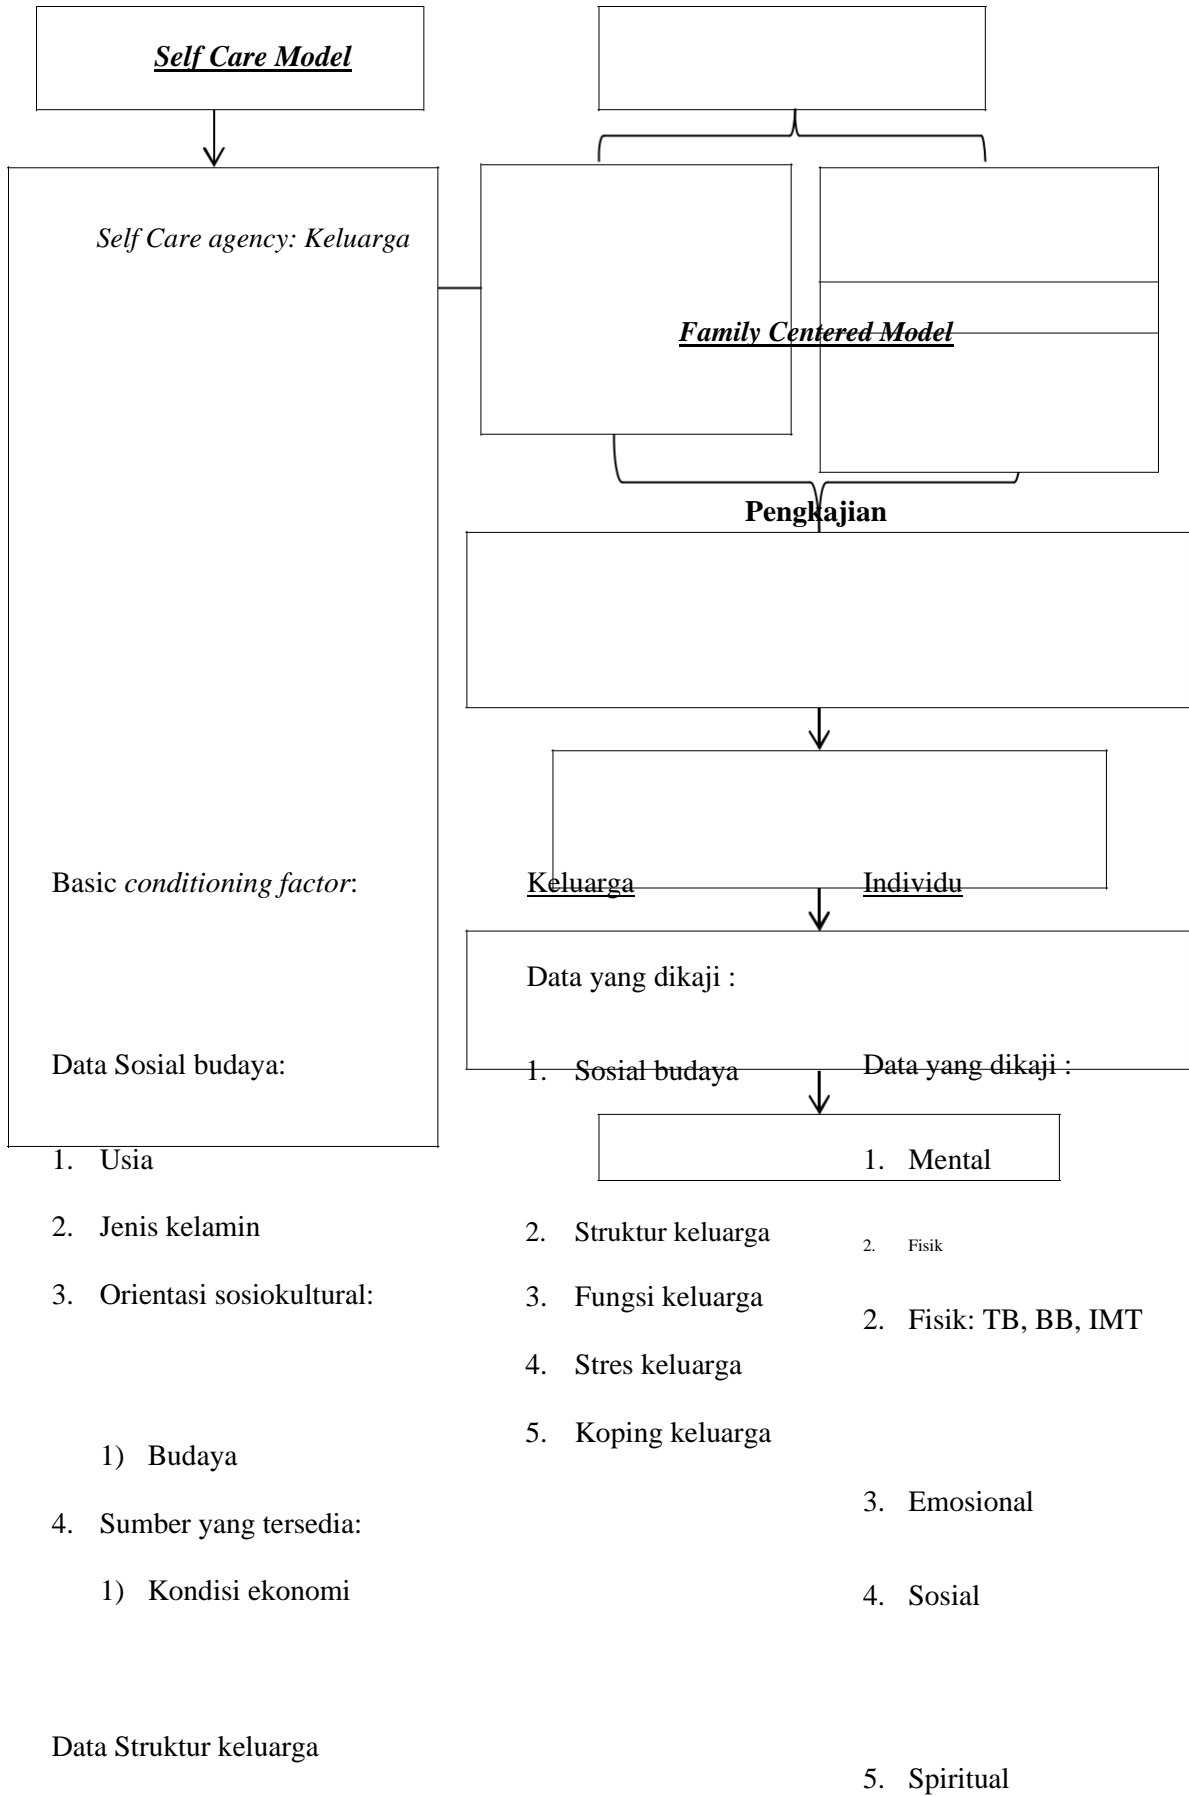 Self Care Model
Self Care agency: Keluarga
Family Centered Model
Pengkajian
Basic conditioning factor:
Data Sosial budaya:
1. Usia
2. Jenis kelamin
3. Orientasi sosiokultural:
1) Budaya
4. Sumber yang tersedia:
1) Kondisi ekonomi
Data Struktur keluarga
Keluarga
Data yang dikaji :
1. Sosial budaya
2. Struktur keluarga
3. Fungsi keluarga
4. Stres keluarga
5. Koping keluarga
Individu
Data yang dikaji :
1. Mental
2. Fisik
2. Fisik: TB, BB, IMT
3. Emosional
4. Sosial
5. Spiritual